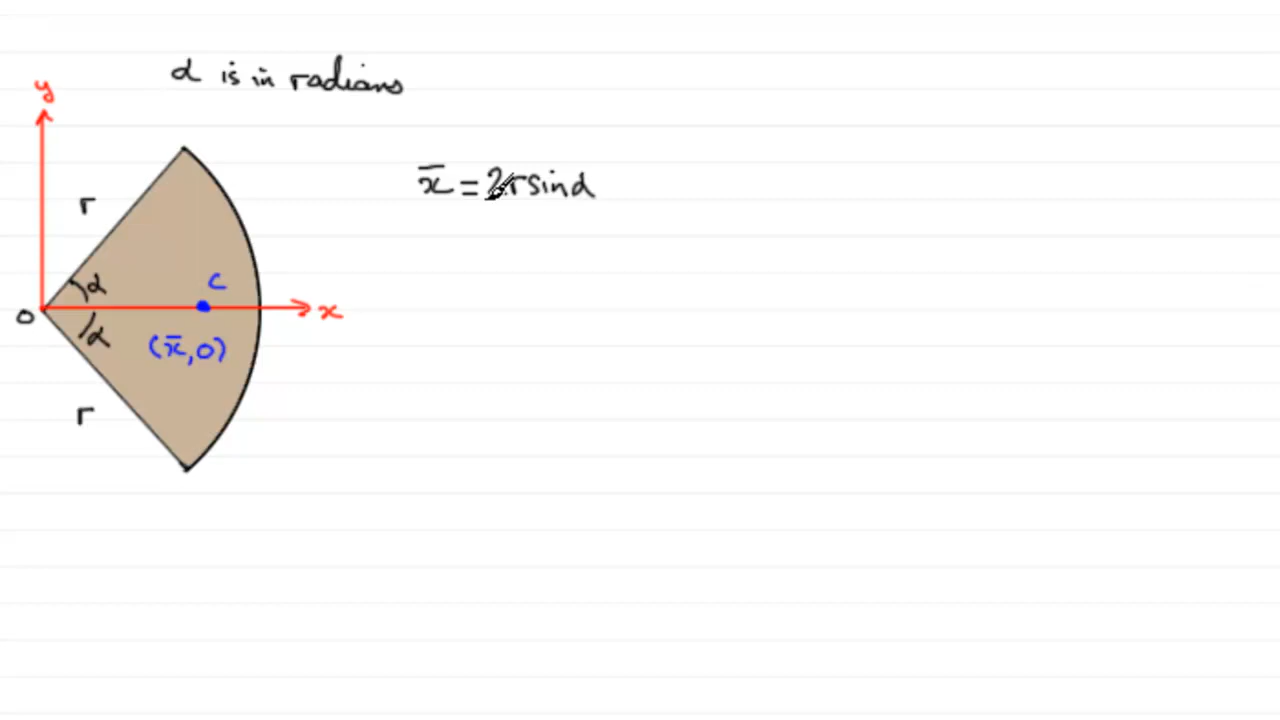 α is in radians
y
x̄ = 2r sin α
r
α
C
O
x
α
(x̄, 0)
r